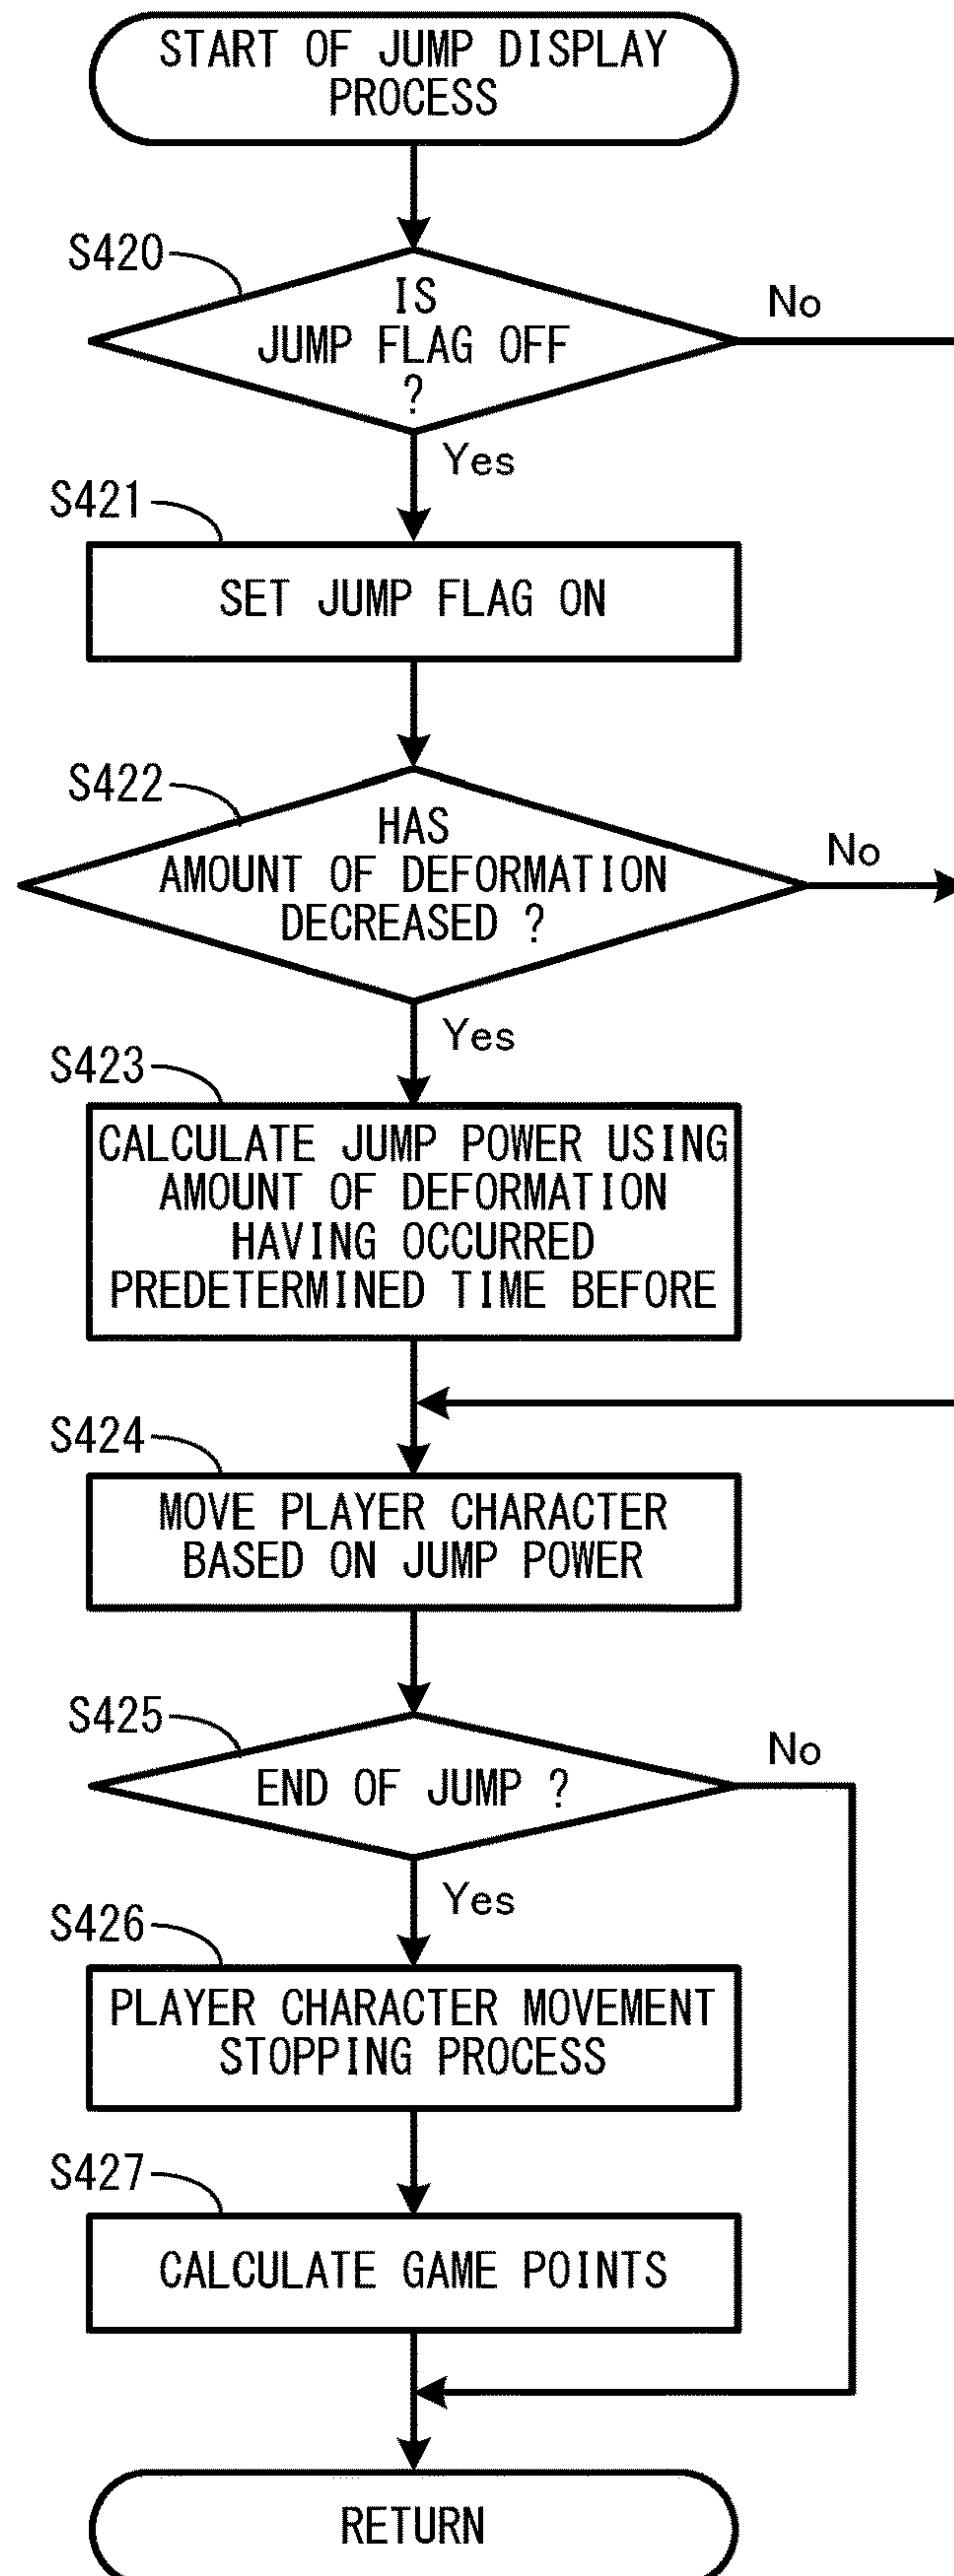 START OF JUMP DISPLAY
PROCESS
S420
IS
JUMP FLAG OFF
?
No
Yes
S421
SET JUMP FLAG ON
S422
HAS
AMOUNT OF DEFORMATION
DECREASED ?
No
Yes
S423
CALCULATE JUMP POWER USING
AMOUNT OF DEFORMATION
HAVING OCCURRED
PREDETERMINED TIME BEFORE
S424
MOVE PLAYER CHARACTER
BASED ON JUMP POWER
S425
END OF JUMP ?
No
Yes
S426
PLAYER CHARACTER MOVEMENT
STOPPING PROCESS
S427
CALCULATE GAME POINTS
RETURN